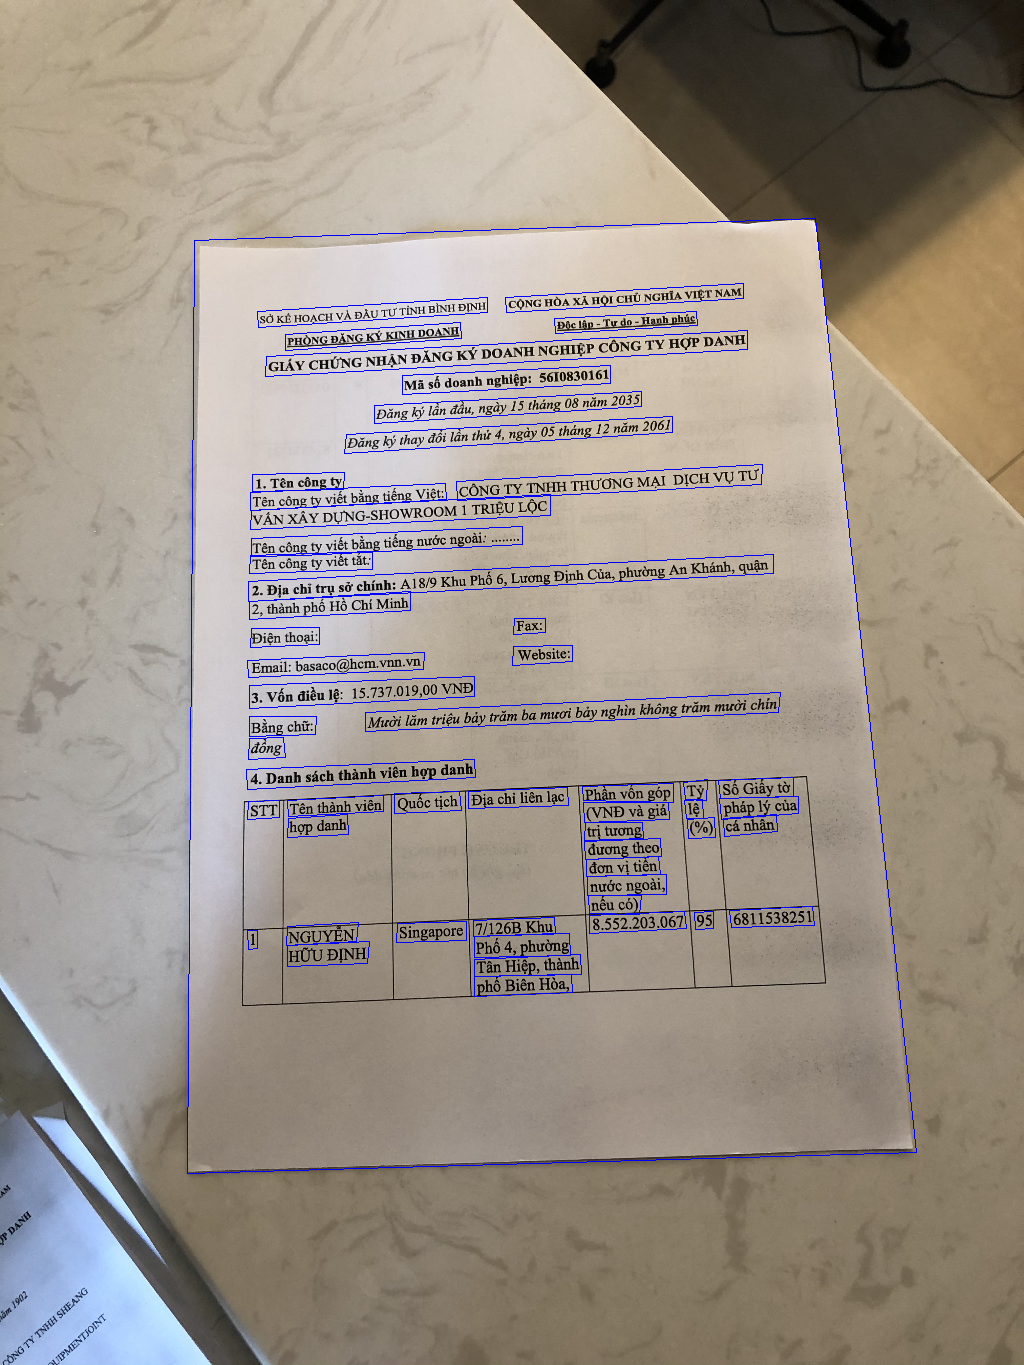 SỞ KẾ HOẠCH VÀ ĐẦU TƯ TỈNH BÌNH ĐỊNH
CỘNG HÒA XÃ HỘI CHỦ NGHĨA VIỆT NAM
PHÒNG ĐĂNG KÝ KINH DOANH
Độc lập - Tự do - Hạnh phúc
GIẤY CHỨNG NHẬN ĐĂNG KÝ DOANH NGHIỆP CÔNG TY HỢP DANH
Mã số doanh nghiệp: 56I0830161
Đăng ký lần đầu, ngày 15 tháng 08 năm 2035
Đăng ký thay đổi lần thứ 4, ngày 05 tháng 12 năm 2061
1. Tên công ty
Tên công ty viết bằng tiếng Việt: CÔNG TY TNHH THƯƠNG MẠI DỊCH VỤ TƯ
VẤN XÂY DỰNG-SHOWROOM 1 TRIỆU LỘC
Tên công ty viết bằng tiếng nước ngoài: ........
Tên công ty viết tắt:
2. Địa chỉ trụ sở chính: A18/9 Khu Phố 6, Lương Định Của, phường An Khánh, quận
2, thành phố Hồ Chí Minh
Điện thoại:
Fax:
Email: basaco@hcm.vnn.vn
Website:
3. Vốn điều lệ: 15.737.019,00 VNĐ
Bằng chữ: Mười lăm triệu bảy trăm ba mươi bảy nghìn không trăm mười chín
đồng
4. Danh sách thành viên hợp danh
STT
Tên thành viên
hợp danh
Quốc tịch
Địa chỉ liên lạc
Phần vốn góp
(VNĐ và giá
trị tương
đương theo
đơn vị tiền
nước ngoài,
nếu có)
Tỷ
lệ
(%)
Số Giấy tờ
pháp lý của
cá nhân
1
NGUYỄN
HỮU ĐỊNH
Singapore
7/126B Khu
Phố 4, phường
Tân Hiệp, thành
phố Biên Hòa,
8.552.203.067
95
6811538251
ỢP DANH
năm 1902
CÔNG TY TNHH SHEANG
QUIPMENTJOINT